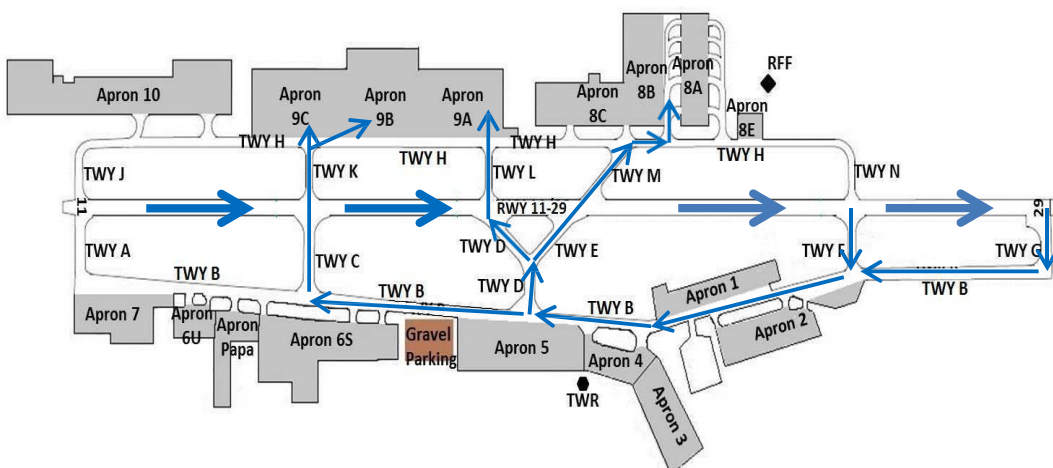 RFF
Apron 10
Apron
9C
Apron
9B
Apron
9A
Apron
8C
Apron
8B
Apron
8A
Apron
8E
TWY H
TWY H
TWY H
TWY H
TWY J
TWY K
TWY L
TWY M
TWY N
11
RWY 11-29
29
TWY A
TWY C
TWY D
TWY E
TWY F
TWY G
TWY B
TWY B
TWY D
TWY B
TWY B
Apron 7
Apron
6U
Apron
Papa
Apron 6S
Gravel
Parking
Apron 5
Apron 4
Apron 3
Apron 1
Apron 2
TWR